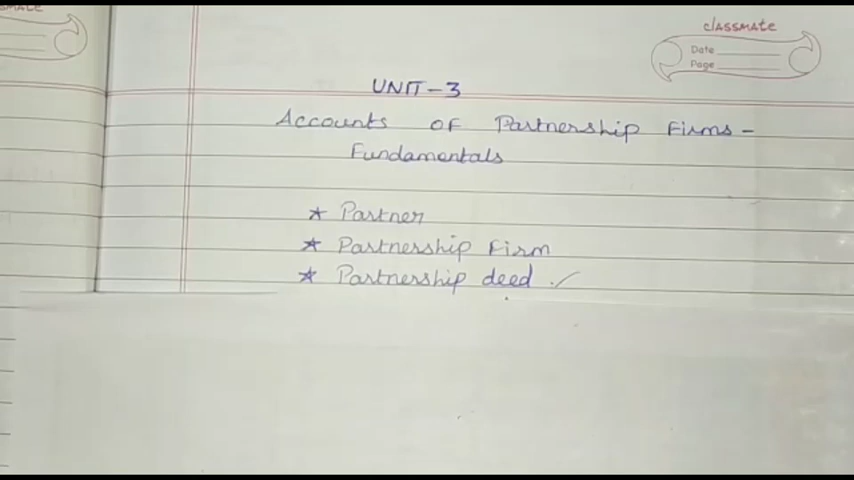 classmate
Date
Page
UNIT-3
Accounts of Partnership Firms-
Fundamentals
* Partner
* Partnership Firm
* Partnership deed ✓